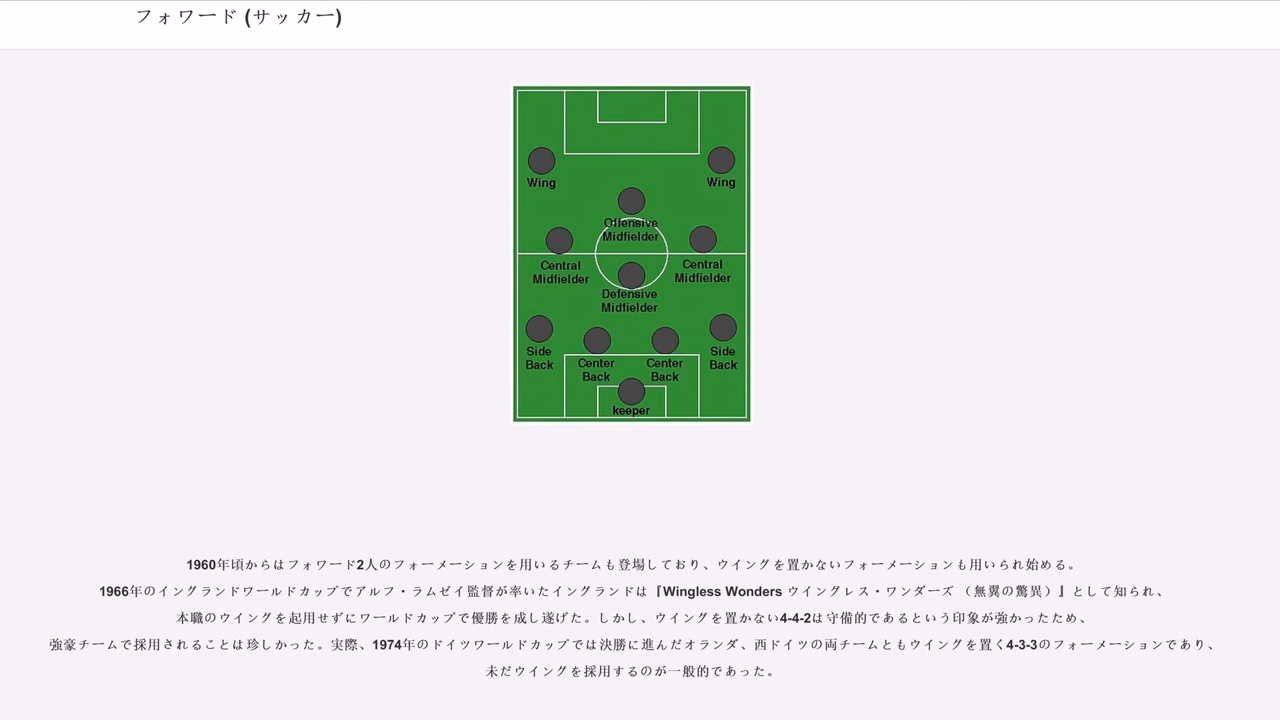 フォワード (サッカー)
Wing
Wing
Offensive
Midfielder
Central
Midfielder
Central
Midfielder
Defensive
Midfielder
Side
Back
Center
Back
Center
Back
Side
Back
keeper
1960年頃からはフォワード2人のフォーメーションを用いるチームも登場しており、ウイングを置かないフォーメーションも用いられ始める。
1966年のイングランドワールドカップでアルフ・ラムゼイ監督が率いたイングランドは『Wingless Wonders ウイングレス・ワンダーズ （無翼の驚異）』として知られ、
本職のウイングを起用せずにワールドカップで優勝を成し遂げた。しかし、ウイングを置かない4-4-2は守備的であるという印象が強かったため、
強豪チームで採用されることは珍しかった。実際、1974年のドイツワールドカップでは決勝に進んだオランダ、西ドイツの両チームともウイングを置く4-3-3のフォーメーションであり、
未だウイングを採用するのが一般的であった。